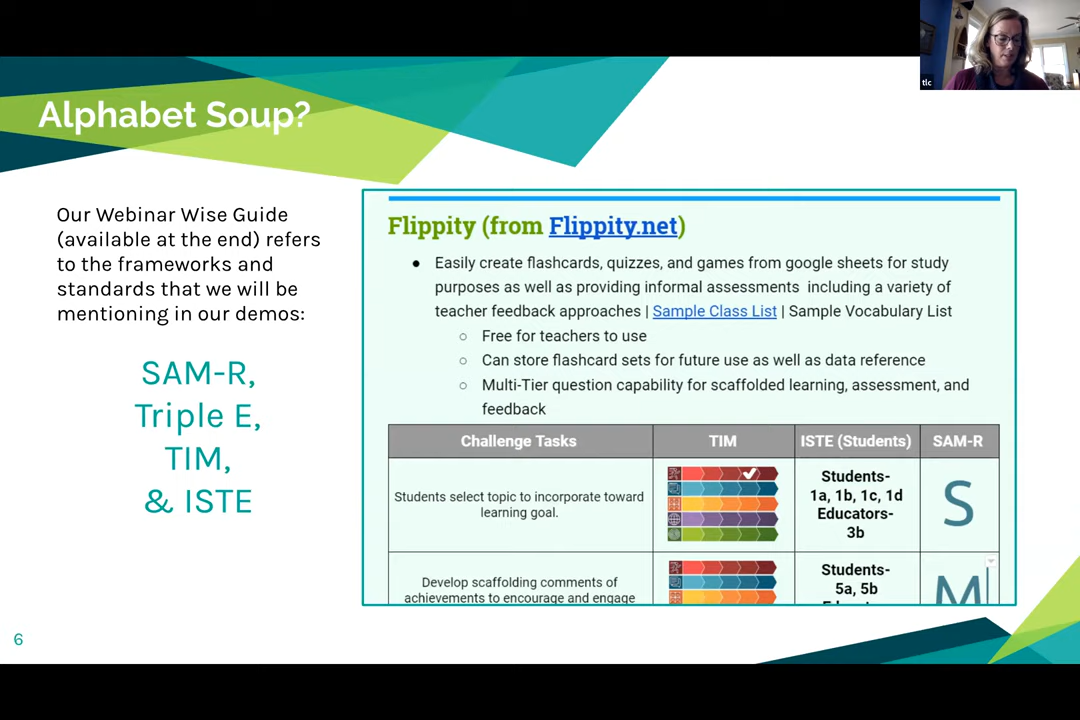 tlc
Alphabet Soup?
Our Webinar Wise Guide
(available at the end) refers
to the frameworks and
standards that we will be
mentioning in our demos:
SAM-R,
Triple E,
TIM,
& ISTE
Flippity (from Flippity.net)
● Easily create flashcards, quizzes, and games from google sheets for study
purposes as well as providing informal assessments including a variety of
teacher feedback approaches | Sample Class List | Sample Vocabulary List
○ Free for teachers to use
○ Can store flashcard sets for future use as well as data reference
○ Multi-Tier question capability for scaffolded learning, assessment, and
feedback
Challenge Tasks TIM ISTE (Students) SAM-R
Students select topic to incorporate toward
learning goal.
Students-
1a, 1b, 1c, 1d
Educators-
3b
S
Develop scaffolding comments of
achievements to encourage and engage
Students-
5a, 5b
M
6